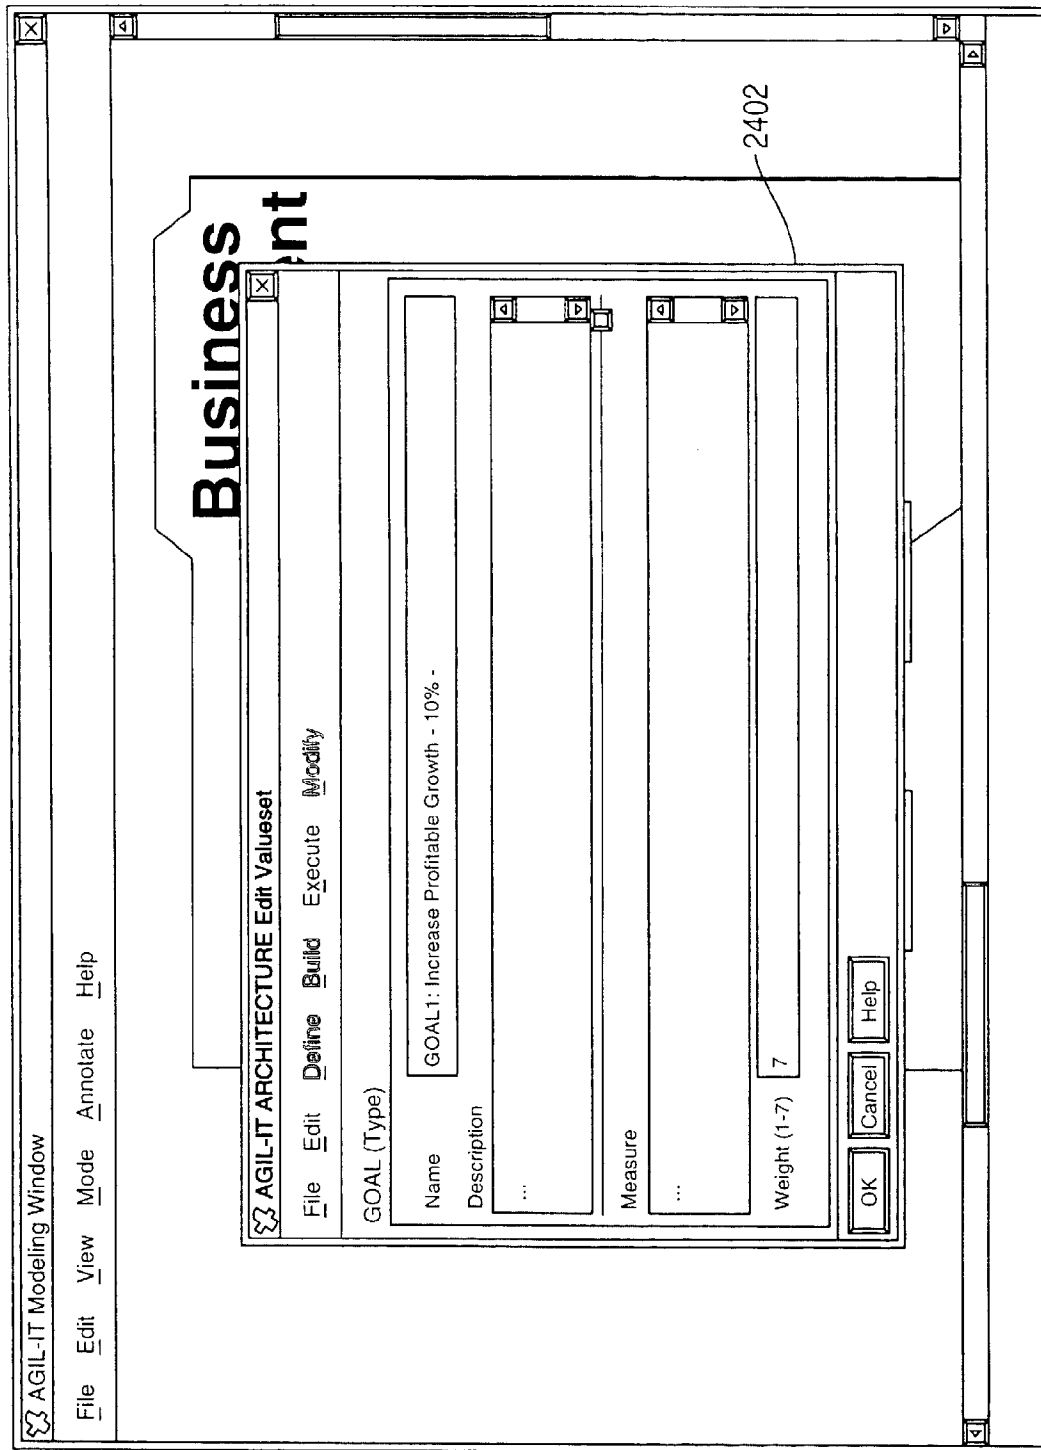 AGIL-IT Modeling Window
File Edit View Mode Annotate Help
Business
nt
AGIL-IT ARCHITECTURE Edit Valueset
File Edit Define Build Execute Modify
GOAL (Type)
Name GOAL1: Increase Profitable Growth - 10% -
Description
...
Measure
...
Weight (1-7) 7
OK Cancel Help
2402